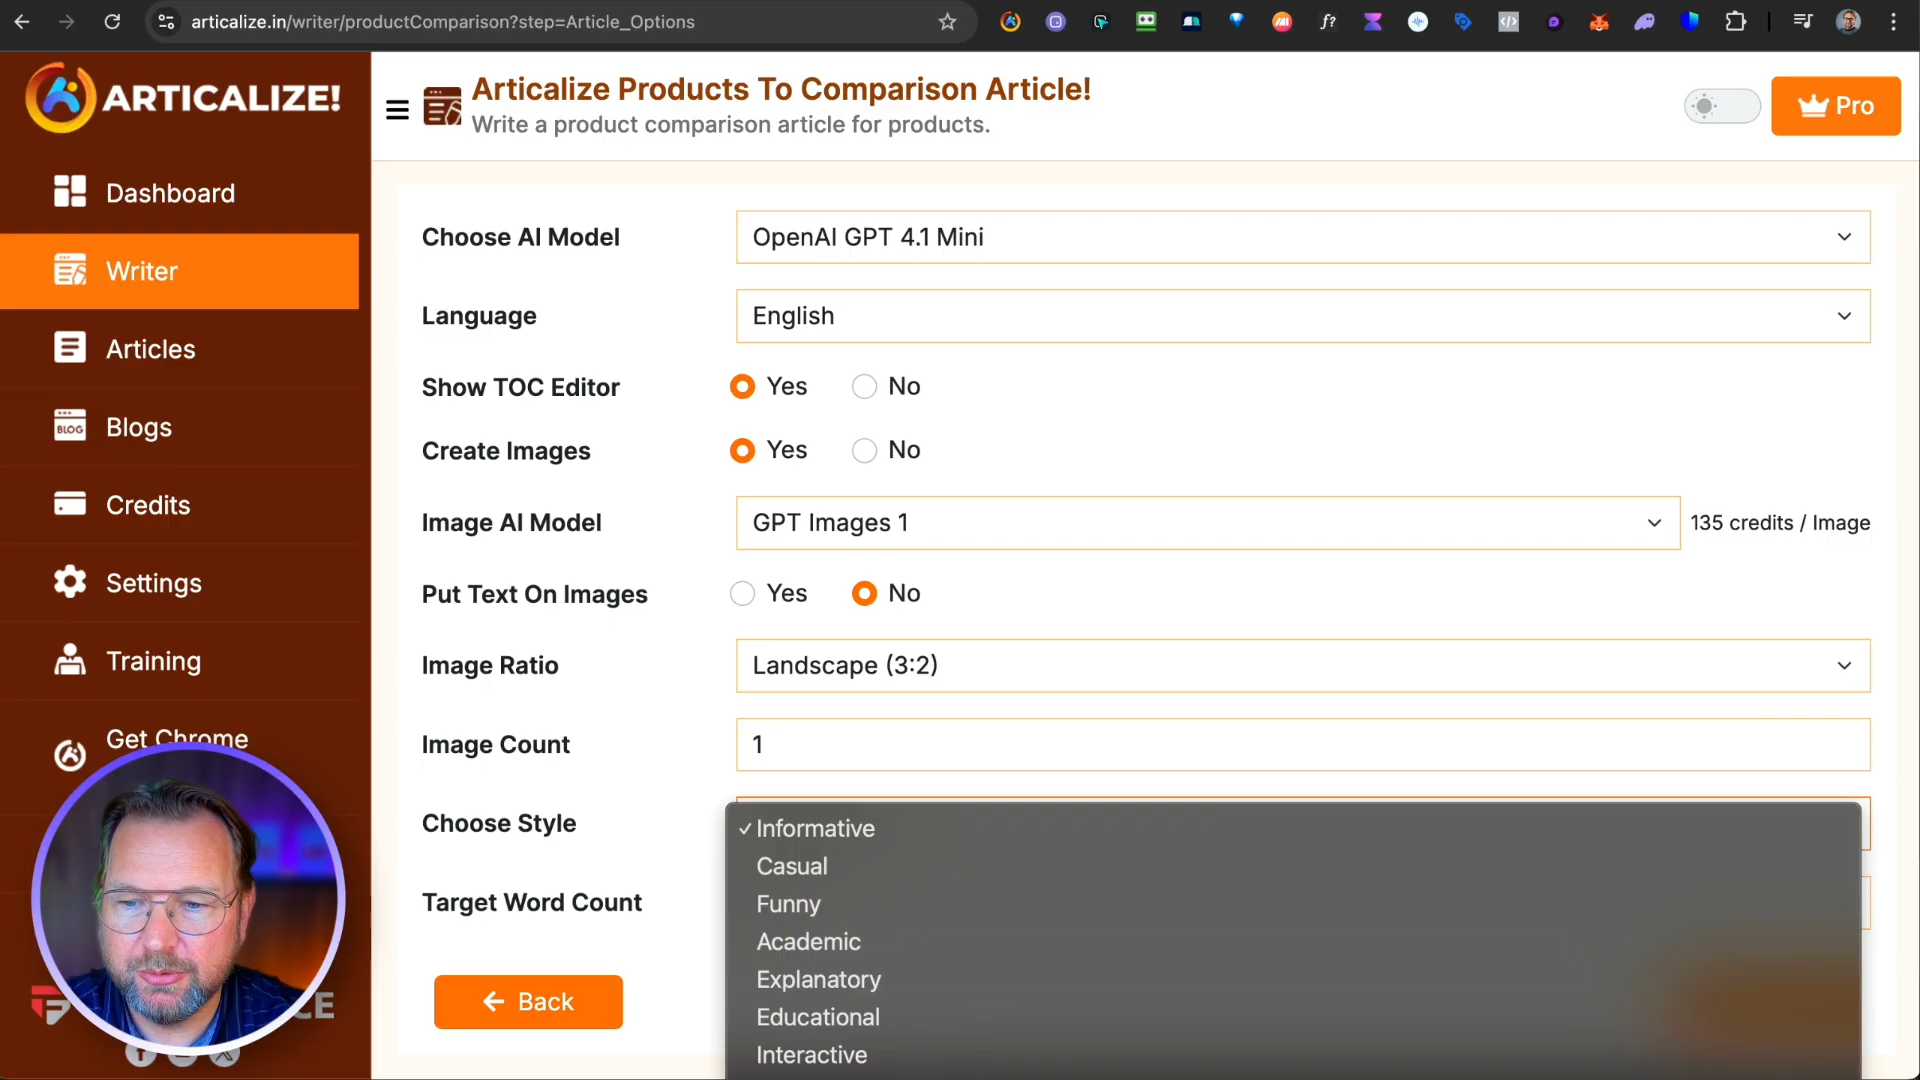 articalize.in/writer/productComparison?step=Article_Options
ARTICALIZE!
Articalize Products To Comparison Article!
Write a product comparison article for products.
Pro
Dashboard
Writer
Articles
BLOG
Blogs
Credits
Settings
Training
Get Chrome
Choose AI Model
OpenAI GPT 4.1 Mini
Language
English
Show TOC Editor
Yes
No
Create Images
Yes
No
Image AI Model
GPT Images 1
135 credits / Image
Put Text On Images
Yes
No
Image Ratio
Landscape (3:2)
Image Count
1
Choose Style
✓ Informative
Casual
Funny
Academic
Explanatory
Educational
Interactive
Target Word Count
← Back